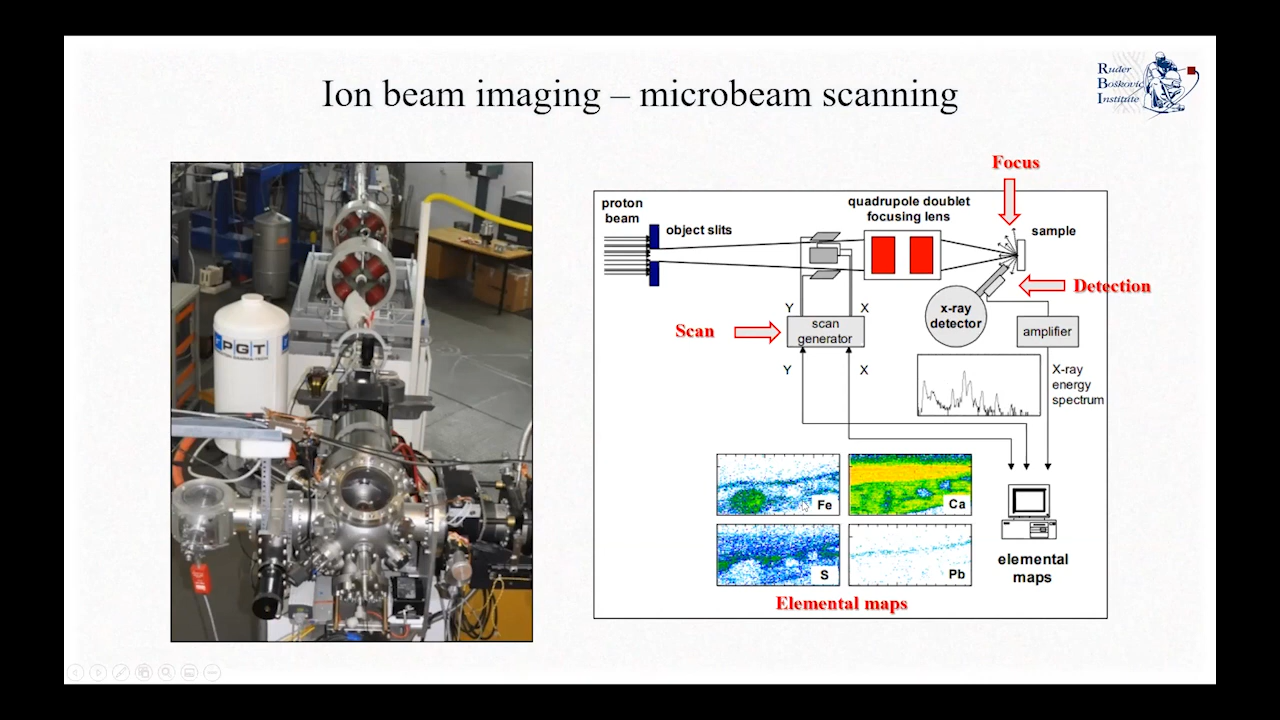 Ion beam imaging – microbeam scanning
Ruđer
Bošković
Institute
PGT
Focus
proton
beam
object slits
quadrupole doublet
focusing lens
sample
Detection
x-ray
detector
amplifier
Y
X
Scan
scan
generator
Y
X
X-ray
energy
spectrum
Fe
Ca
S
Pb
elemental
maps
Elemental maps